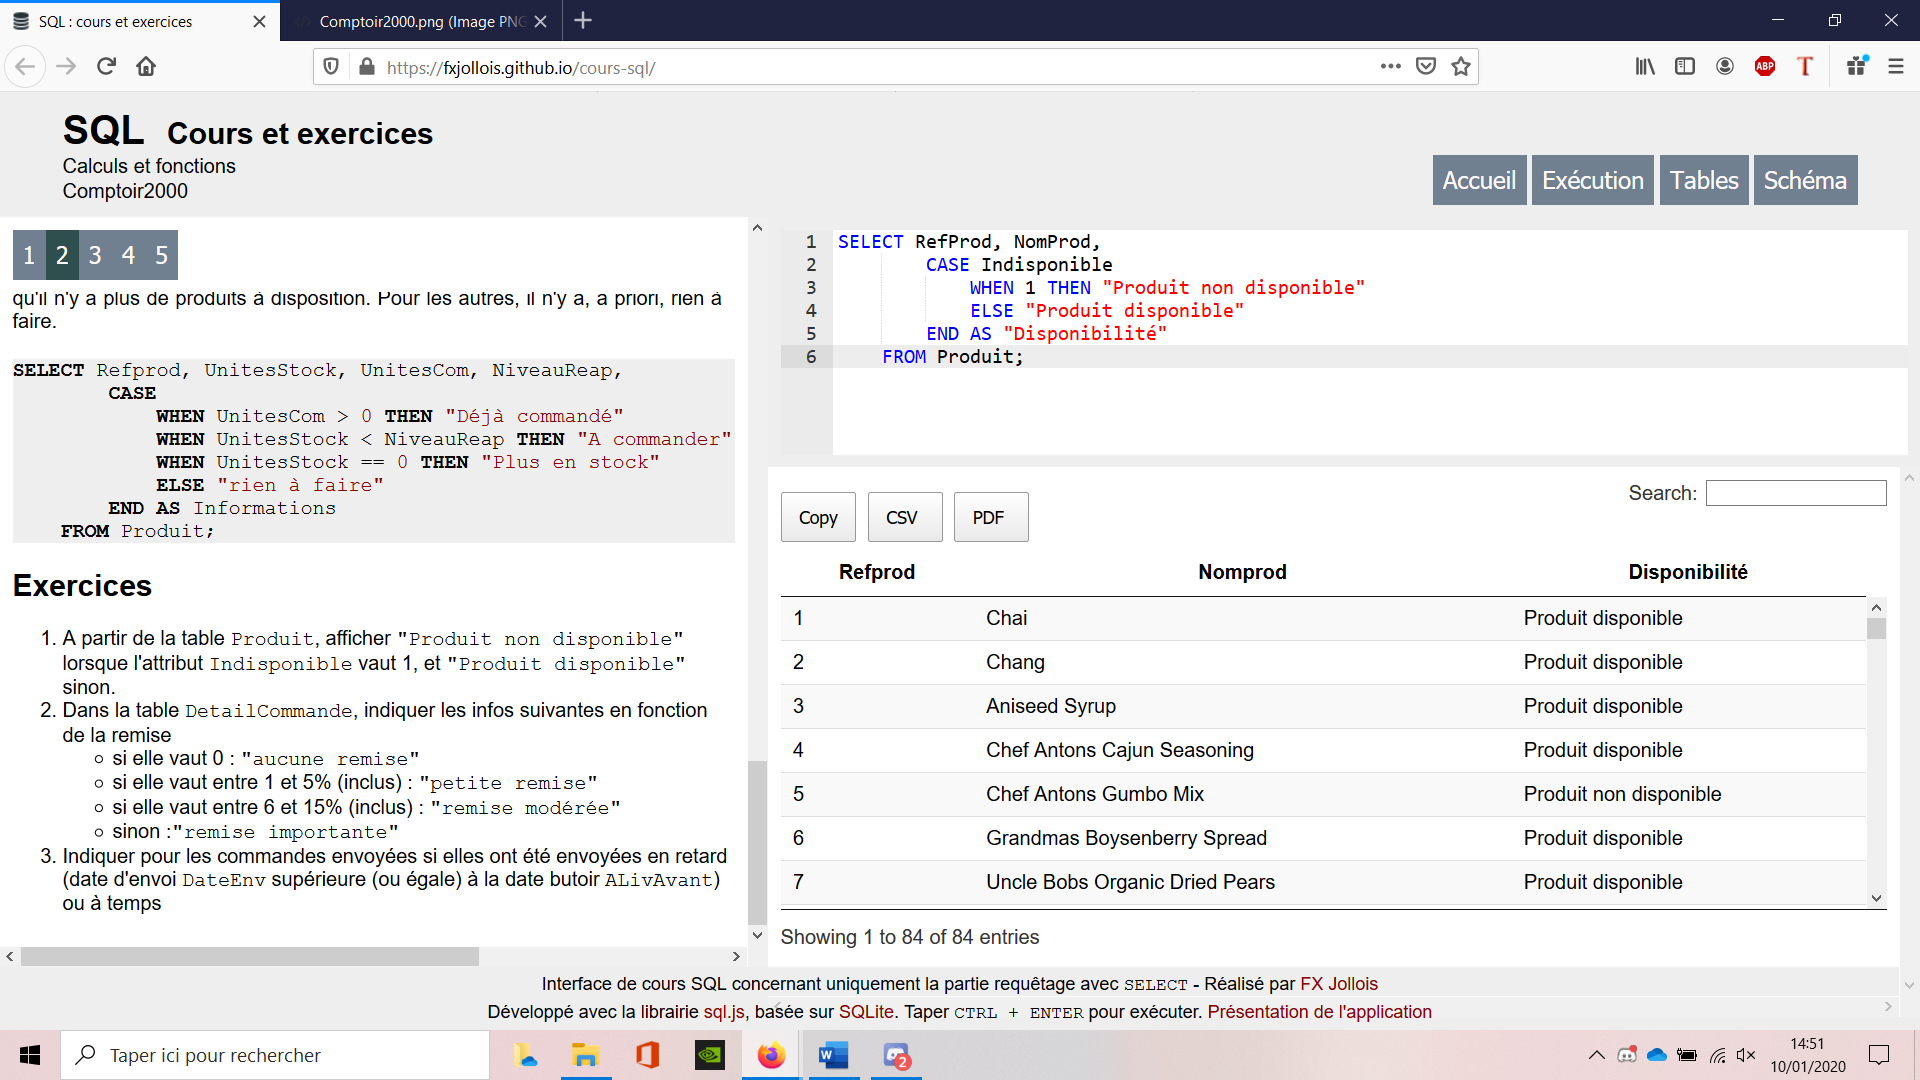 SQL : cours et exercices
Comptoir2000.png (Image PNG
https://fxjollois.github.io/cours-sql/
ABP
T
SQL Cours et exercices
Calculs et fonctions
Comptoir2000
Accueil
Exécution
Tables
Schéma
1 2 3 4 5
qu'il n'y a plus de produits à disposition. Pour les autres, il n'y a, a priori, rien à
faire.
SELECT Refprod, UnitesStock, UnitesCom, NiveauReap,
CASE
WHEN UnitesCom > 0 THEN "Déjà commandé"
WHEN UnitesStock < NiveauReap THEN "A commander"
WHEN UnitesStock == 0 THEN "Plus en stock"
ELSE "rien à faire"
END AS Informations
FROM Produit;
Exercices
1. A partir de la table Produit, afficher "Produit non disponible"
lorsque l'attribut Indisponible vaut 1, et "Produit disponible"
sinon.
2. Dans la table DetailCommande, indiquer les infos suivantes en fonction
de la remise
si elle vaut 0 : "aucune remise"
si elle vaut entre 1 et 5% (inclus) : "petite remise"
si elle vaut entre 6 et 15% (inclus) : "remise modérée"
sinon :"remise importante"
3. Indiquer pour les commandes envoyées si elles ont été envoyées en retard
(date d'envoi DateEnv supérieure (ou égale) à la date butoir ALivAvant)
ou à temps
1 SELECT RefProd, NomProd,
2 CASE Indisponible
3 WHEN 1 THEN "Produit non disponible"
4 ELSE "Produit disponible"
5 END AS "Disponibilité"
6 FROM Produit;
Search:
Copy CSV PDF
Refprod Nomprod Disponibilité
1 Chai Produit disponible
2 Chang Produit disponible
3 Aniseed Syrup Produit disponible
4 Chef Antons Cajun Seasoning Produit disponible
5 Chef Antons Gumbo Mix Produit non disponible
6 Grandmas Boysenberry Spread Produit disponible
7 Uncle Bobs Organic Dried Pears Produit disponible
Showing 1 to 84 of 84 entries
Interface de cours SQL concernant uniquement la partie requêtage avec SELECT - Réalisé par FX Jollois
Développé avec la librairie sql.js, basée sur SQLite. Taper CTRL + ENTER pour exécuter. Présentation de l'application
Taper ici pour rechercher
W
2
14:51
10/01/2020